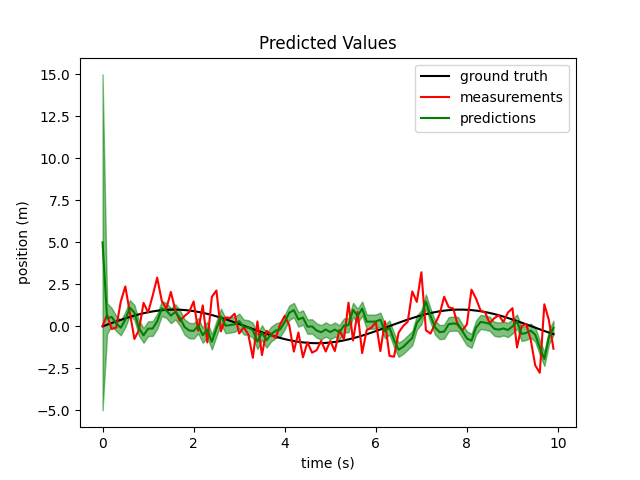 Predicted Values
ground truth
measurements
predictions
15.0
12.5
10.0
7.5
5.0
2.5
0.0
−2.5
−5.0
position (m)
0 2 4 6 8 10
time (s)